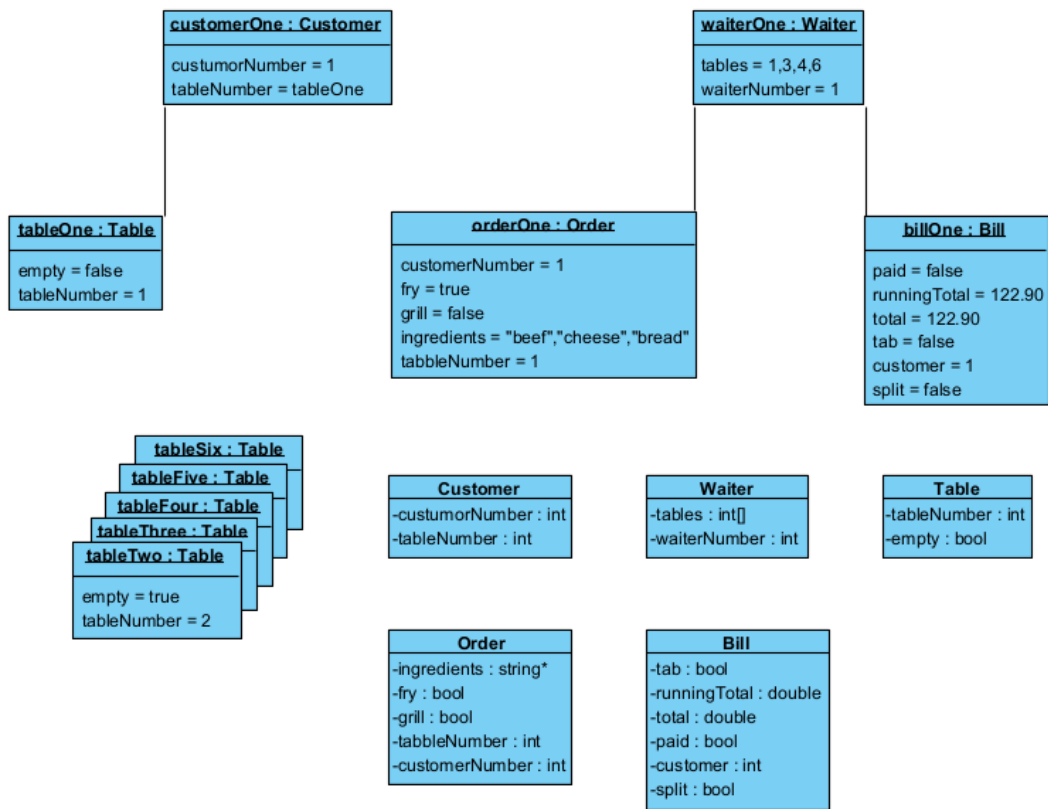 customerOne : Customer
custumorNumber = 1
tableNumber = tableOne
waiterOne : Waiter
tables = 1,3,4,6
waiterNumber = 1
tableOne : Table
empty = false
tableNumber = 1
orderOne : Order
customerNumber = 1
fry = true
grill = false
ingredients = "beef","cheese","bread"
tabbleNumber = 1
billOne : Bill
paid = false
runningTotal = 122.90
total = 122.90
tab = false
customer = 1
split = false
tableSix : Table
tableFive : Table
tableFour : Table
tableThree : Table
tableTwo : Table
empty = true
tableNumber = 2
Customer
-custumorNumber : int
-tableNumber : int
Waiter
-tables : int[]
-waiterNumber : int
Table
-tableNumber : int
-empty : bool
Order
-ingredients : string*
-fry : bool
-grill : bool
-tabbleNumber : int
-customerNumber : int
Bill
-tab : bool
-runningTotal : double
-total : double
-paid : bool
-customer : int
-split : bool